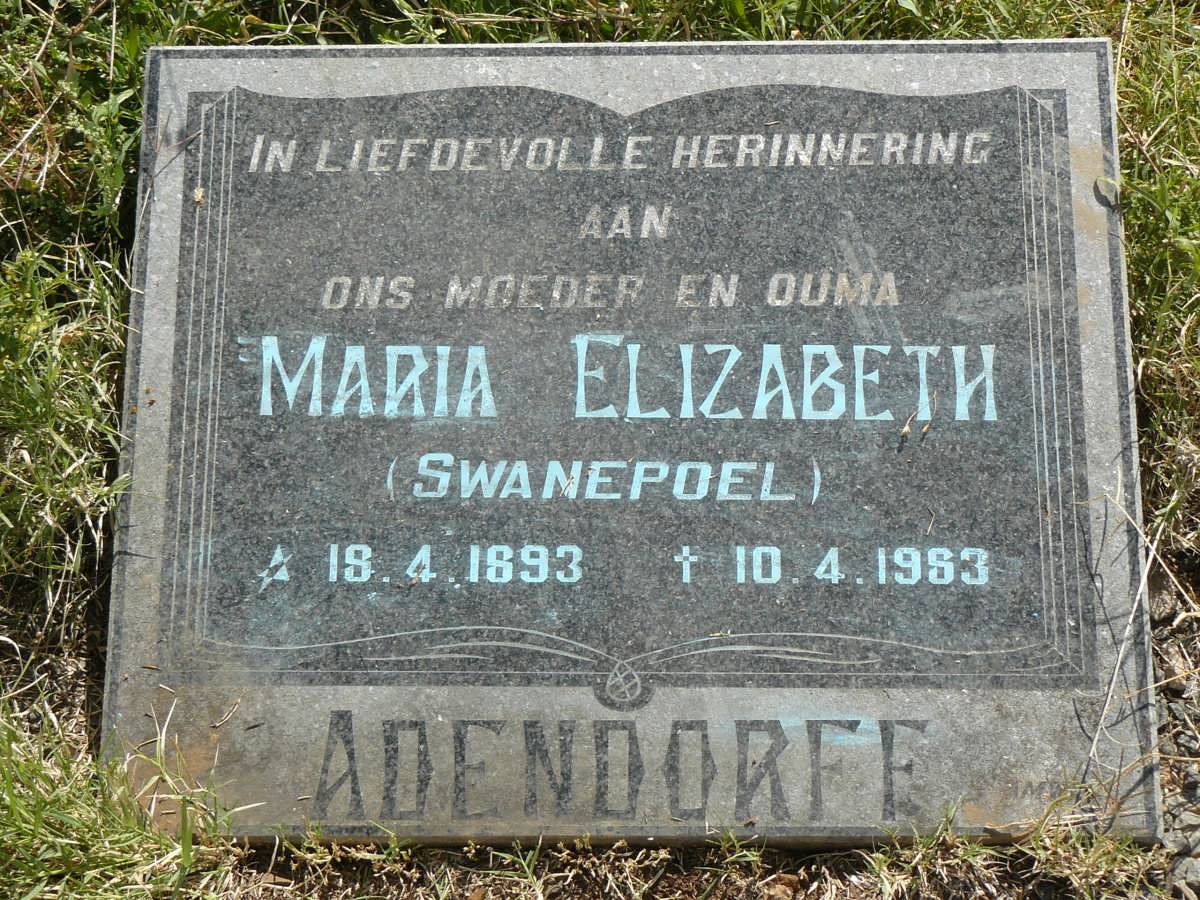 IN LIEFDEVOLLE HERINNERING
AAN
ONS MOEDER EN OUMA
MARIA ELIZABETH
(SWANEPOEL)
18.4.1893 † 10.4.1963
ADENDORFF